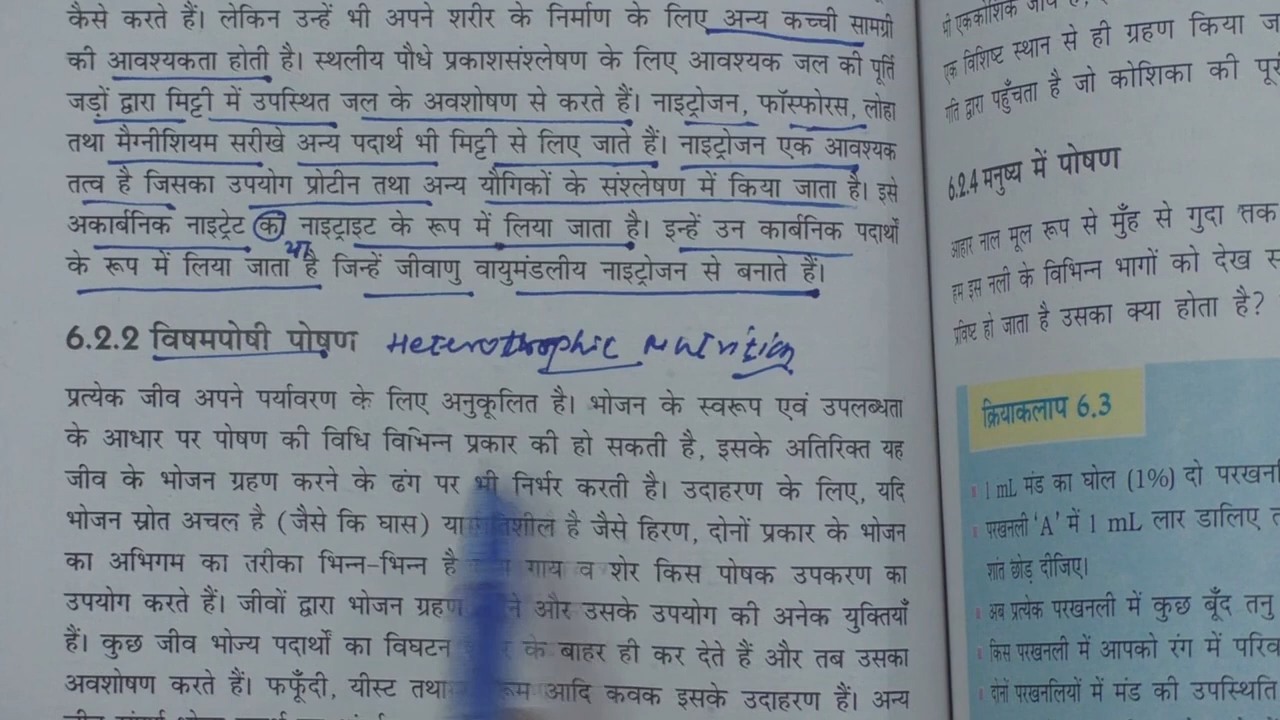 कैसे करते हैं। लेकिन उन्हें भी अपने शरीर के निर्माण के लिए अन्य कच्ची सामग्री
की आवश्यकता होती है। स्थलीय पौधे प्रकाशसंश्लेषण के लिए आवश्यक जल की पूर्ति
जड़ों द्वारा मिट्टी में उपस्थित जल के अवशोषण से करते हैं। नाइट्रोजन, फॉस्फोरस, लोहा
तथा मैग्नीशियम सरीखे अन्य पदार्थ भी मिट्टी से लिए जाते हैं। नाइट्रोजन एक आवश्यक
तत्व है जिसका उपयोग प्रोटीन तथा अन्य यौगिकों के संश्लेषण में किया जाता है। इसे
अकार्बनिक नाइट्रेट का नाइट्राइट के रूप में लिया जाता है। इन्हें उन कार्बनिक पदार्थों
या
के रूप में लिया जाता है जिन्हें जीवाणु वायुमंडलीय नाइट्रोजन से बनाते हैं।
6.2.2 विषमपोषी पोषण Heterotrophic Nutrition
प्रत्येक जीव अपने पर्यावरण के लिए अनुकूलित है। भोजन के स्वरूप एवं उपलब्धता
के आधार पर पोषण की विधि विभिन्न प्रकार की हो सकती है, इसके अतिरिक्त यह
जीव के भोजन ग्रहण करने के ढंग पर भी निर्भर करती है। उदाहरण के लिए, यदि
भोजन स्रोत अचल है (जैसे कि घास) या गतिशील है जैसे हिरण, दोनों प्रकार के भोजन
का अभिगम का तरीका भिन्न-भिन्न है गाय व शेर किस पोषक उपकरण का
उपयोग करते हैं। जीवों द्वारा भोजन ग्रहण और उसके उपयोग की अनेक युक्तियाँ
हैं। कुछ जीव भोज्य पदार्थों का विघटन के बाहर ही कर देते हैं और तब उसका
अवशोषण करते हैं। फफूँदी, यीस्ट तथा आदि कवक इसके उदाहरण हैं। अन्य
भी एककोशिक जीव
एक विशिष्ट स्थान से ही ग्रहण किया
गति द्वारा पहुँचता है जो कोशिका की
6.2.4 मनुष्य में पोषण
आहार नाल मूल रूप से मुँह से गुदा तक
हम इस नली के विभिन्न भागों को देख
प्रविष्ट हो जाता है उसका क्या होता है?
क्रियाकलाप 6.3
1 mL मंड का घोल (1%) दो
परखनली 'A' में 1 mL लार डालिए
शांत छोड़ दीजिए।
अब प्रत्येक परखनली में कुछ बूँद तनु
किस परखनली में आपको रंग में
दोनों परखनलियों में मंड की उपस्थिति